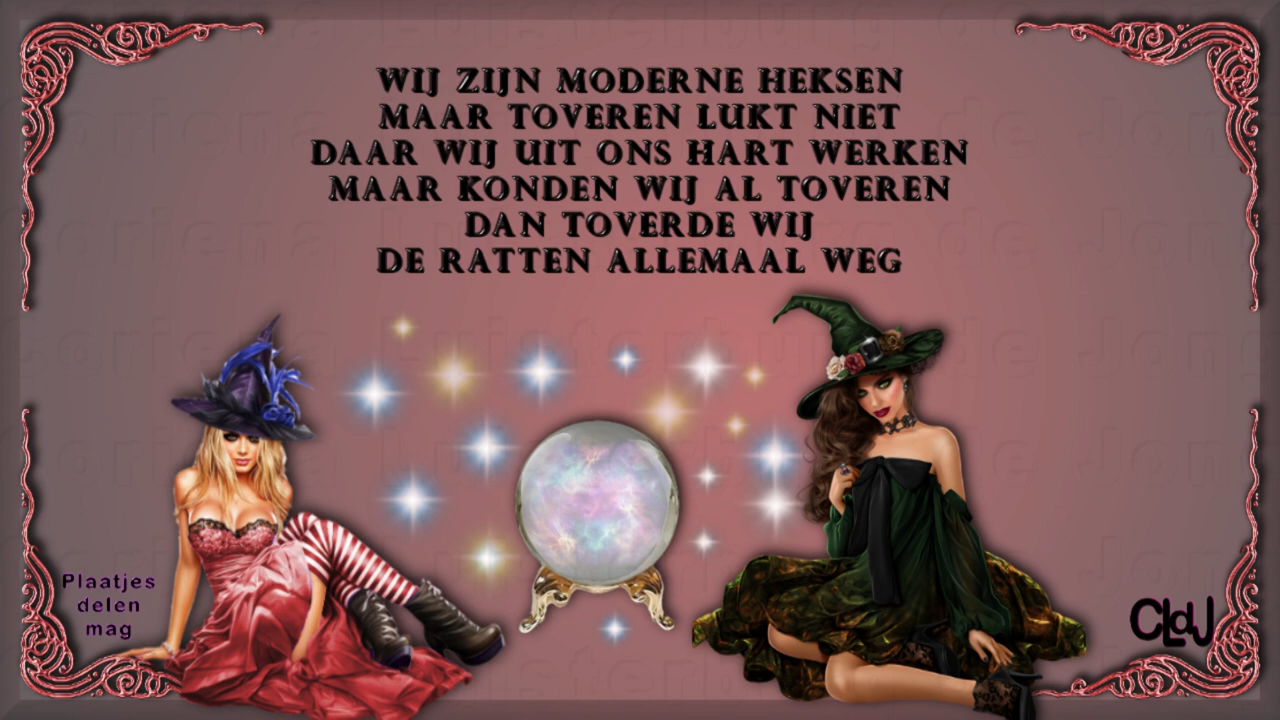 WIJ ZIJN MODERNE HEKSEN
MAAR TOVEREN LUKT NIET
DAAR WIJ UIT ONS HART WERKEN
MAAR KONDEN WIJ AL TOVEREN
DAN TOVERDE WIJ
DE RATTEN ALLEMAAL WEG
Plaatjes
delen
mag
CLdJ